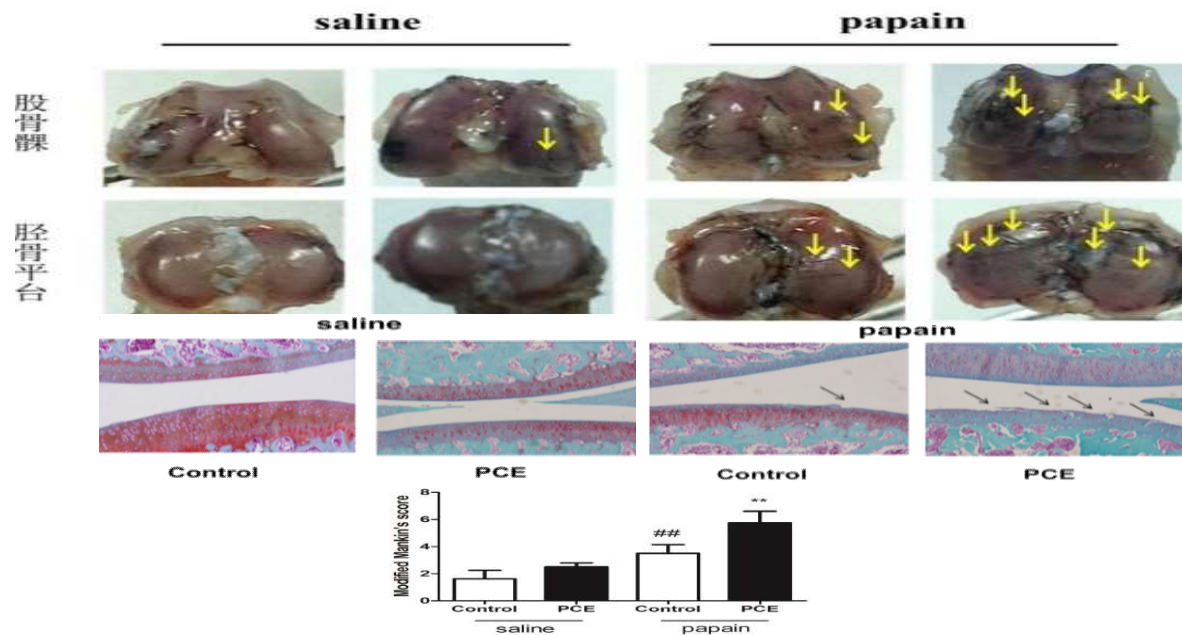 saline papain
股骨髁
胫骨平台
saline papain
Control PCE Control PCE
Modified Mankin's score
8
6
4
2
0
##
**
Control PCE Control PCE
saline papain